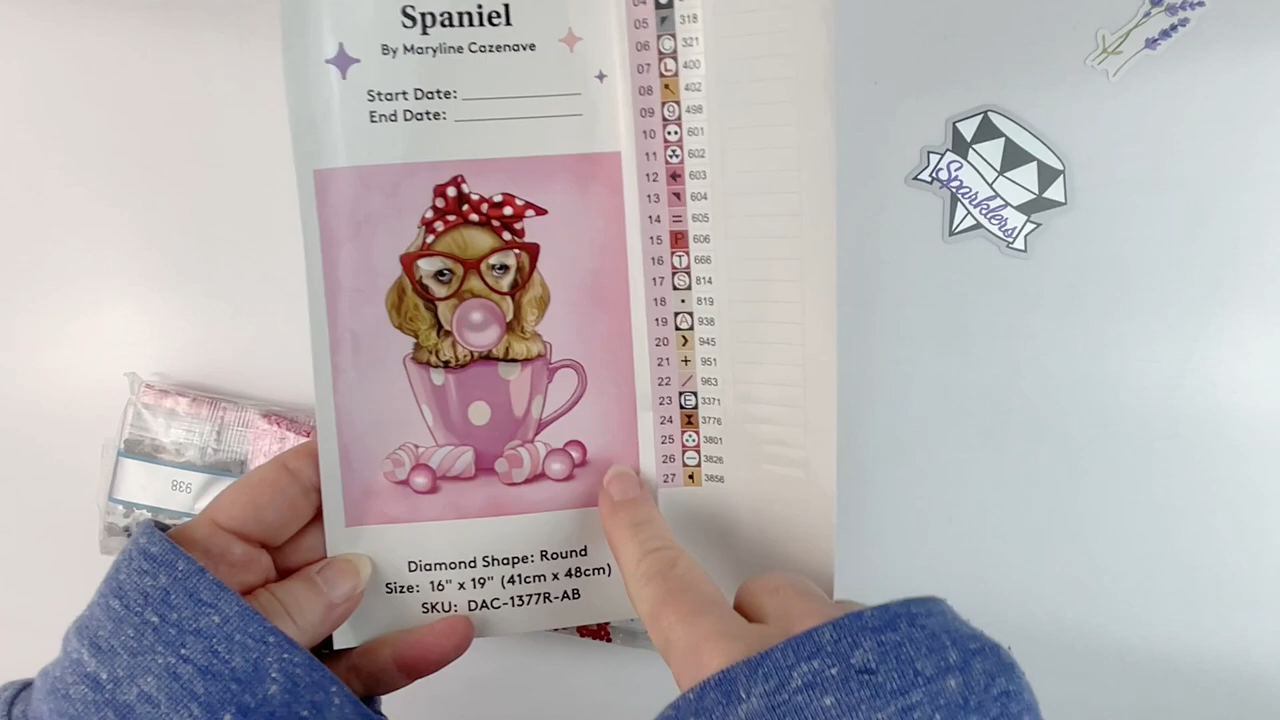 Spaniel
By Maryline Cazenave
Start Date:
End Date:
Diamond Shape: Round
Size: 16" x 19" (41cm x 48cm)
SKU: DAC-1377R-AB
04
05 318
06 C 321
07 L 400
08 402
09 9 498
10 601
11 602
12 603
13 604
14 = 605
15 P 606
16 T 666
17 S 814
18 819
19 A 938
20 945
21 + 951
22 / 963
23 E 3371
24 3776
25 3801
26 3826
27 3856
938
Sparklers